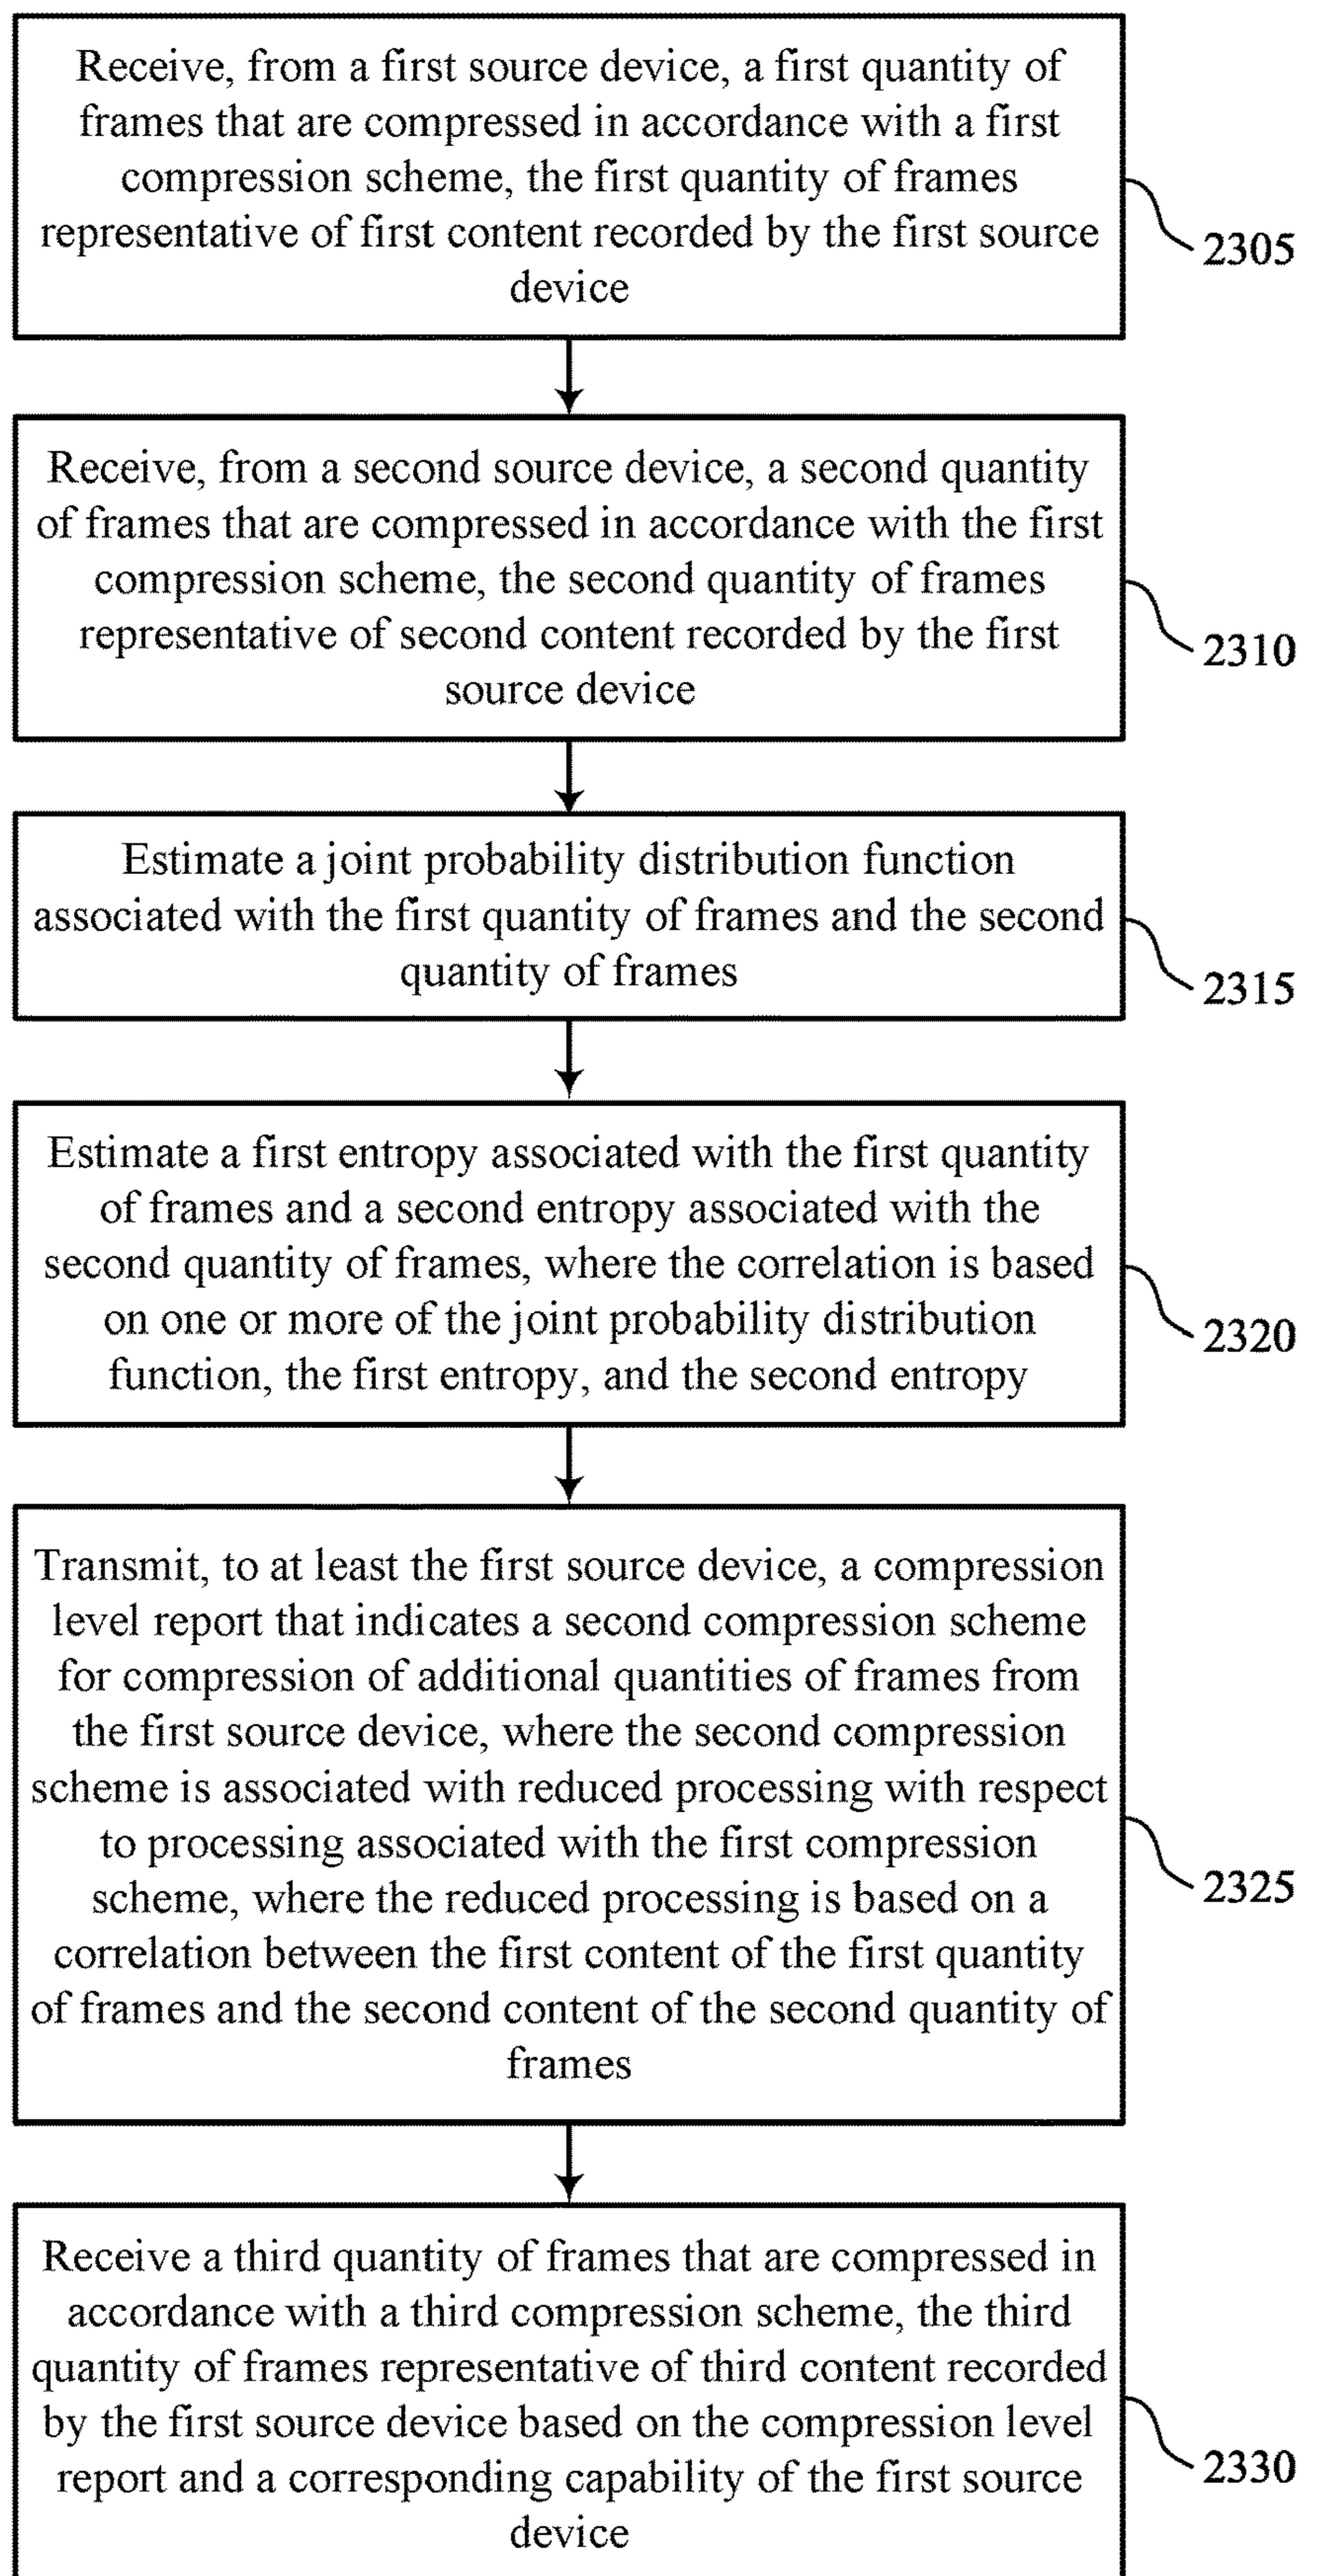 Receive, from a first source device, a first quantity of
frames that are compressed in accordance with a first
compression scheme, the first quantity of frames
representative of first content recorded by the first source
device
2305
Receive, from a second source device, a second quantity
of frames that are compressed in accordance with the first
compression scheme, the second quantity of frames
representative of second content recorded by the first
source device
2310
Estimate a joint probability distribution function
associated with the first quantity of frames and the second
quantity of frames
2315
Estimate a first entropy associated with the first quantity
of frames and a second entropy associated with the
second quantity of frames, where the correlation is based
on one or more of the joint probability distribution
function, the first entropy, and the second entropy
2320
Transmit, to at least the first source device, a compression
level report that indicates a second compression scheme
for compression of additional quantities of frames from
the first source device, where the second compression
scheme is associated with reduced processing with respect
to processing associated with the first compression
scheme, where the reduced processing is based on a
correlation between the first content of the first quantity
of frames and the second content of the second quantity of
frames
2325
Receive a third quantity of frames that are compressed in
accordance with a third compression scheme, the third
quantity of frames representative of third content recorded
by the first source device based on the compression level
report and a corresponding capability of the first source
device
2330